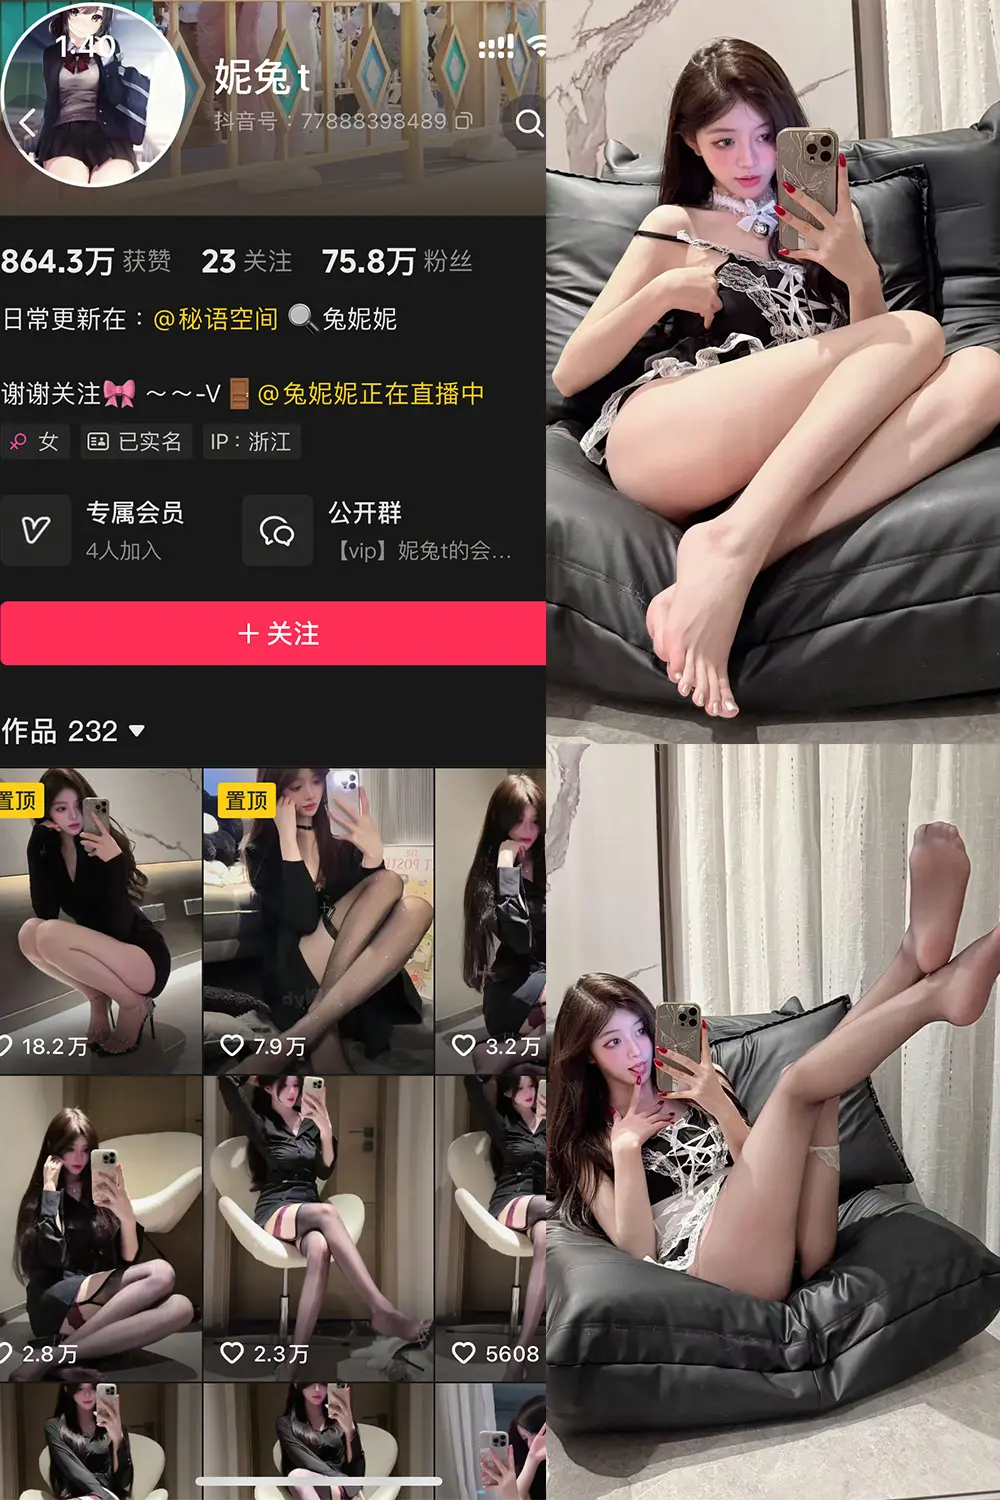 1:40
妮兔t
抖音号：77888398489
864.3万 获赞 23 关注 75.8万 粉丝
日常更新在：@秘语空间 🔍兔妮妮
谢谢关注🎀～～-V🚪@兔妮妮正在直播中
女 已实名 IP：浙江
专属会员 公开群
4人加入 【vip】妮兔t的会...
+ 关注
作品 232
置顶 置顶
18.2万 7.9万 3.2万
2.8万 2.3万 5608